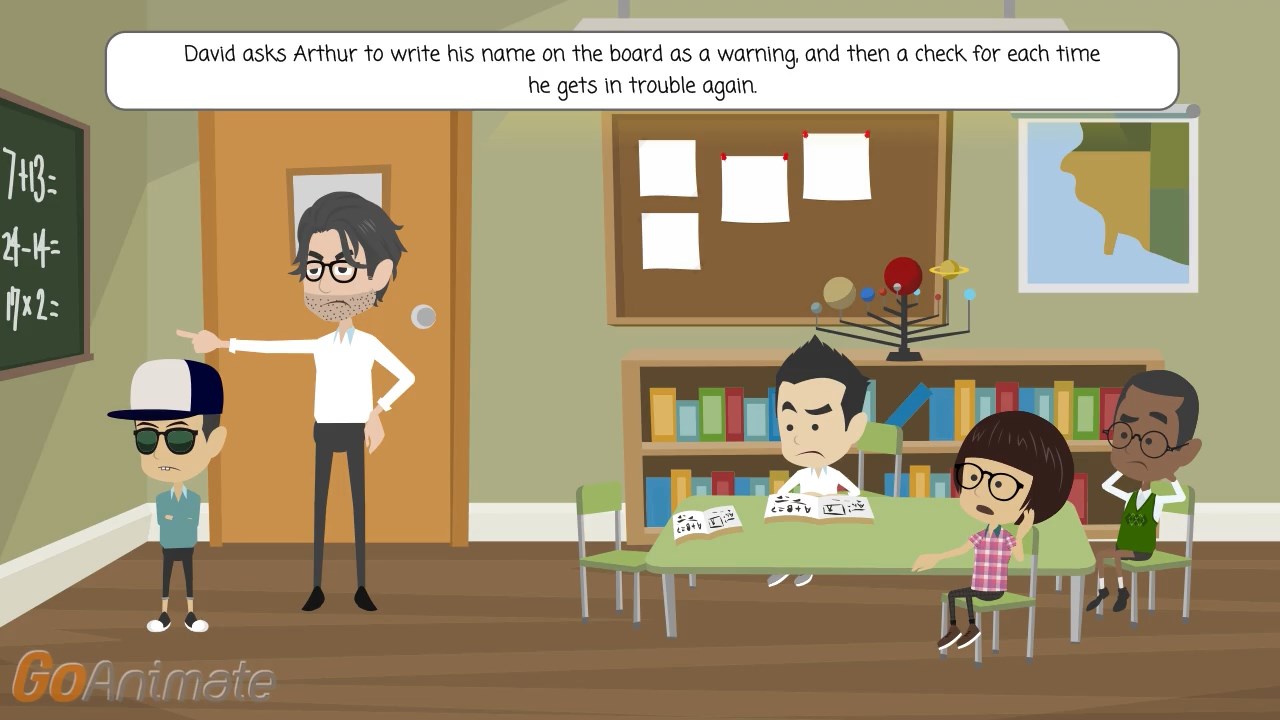 David asks Arthur to write his name on the board as a warning, and then a check for each time
he gets in trouble again.
7+13=
24-14=
17x2=
A+B=?
A+B=?
GoAnimate